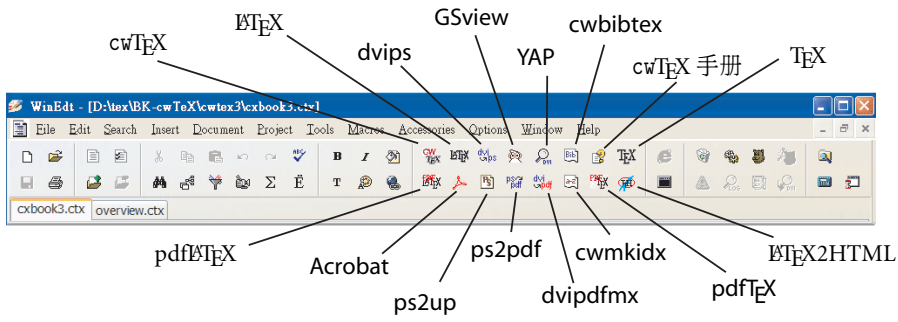 GSview
LATEX
cwbibtex
cwTEX
dvips
YAP
cwTEX 手册
TEX
WinEdt - [D:\tex\BK-cwTeX\cwtex3\cxbook3.ctx]
File Edit Search Insert Document Project Tools Macros Accessories Options Window Help
cxbook3.ctx overview.ctx
pdfLATEX
Acrobat
ps2pdf
cwmkidx
LATEX2HTML
ps2up
dvipdfmx
pdfTEX